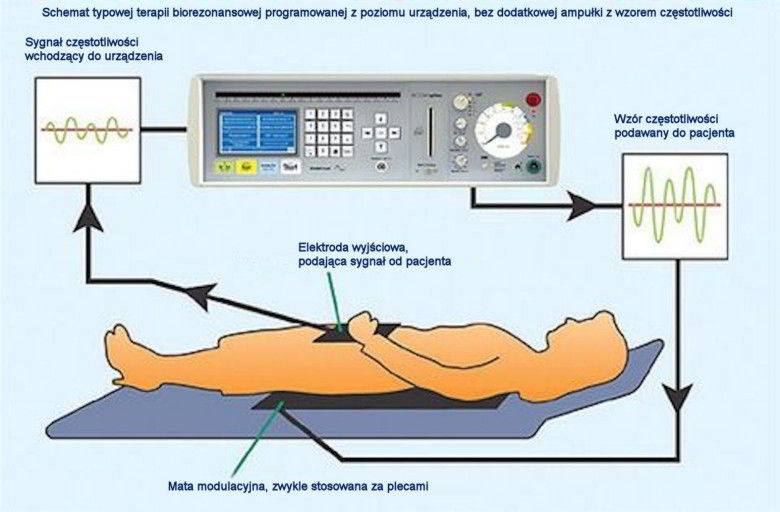 Schemat typowej terapii biorezonansowej programowanej z poziomu urządzenia, bez dodatkowej ampułki z wzorem częstotliwości
Sygnał częstotliwości
wchodzący do urządzenia
Wzór częstotliwości
podawany do pacjenta
Elektroda wyjściowa,
podająca sygnał od pacjenta
Mata modulacyjna, zwykle stosowana za plecami